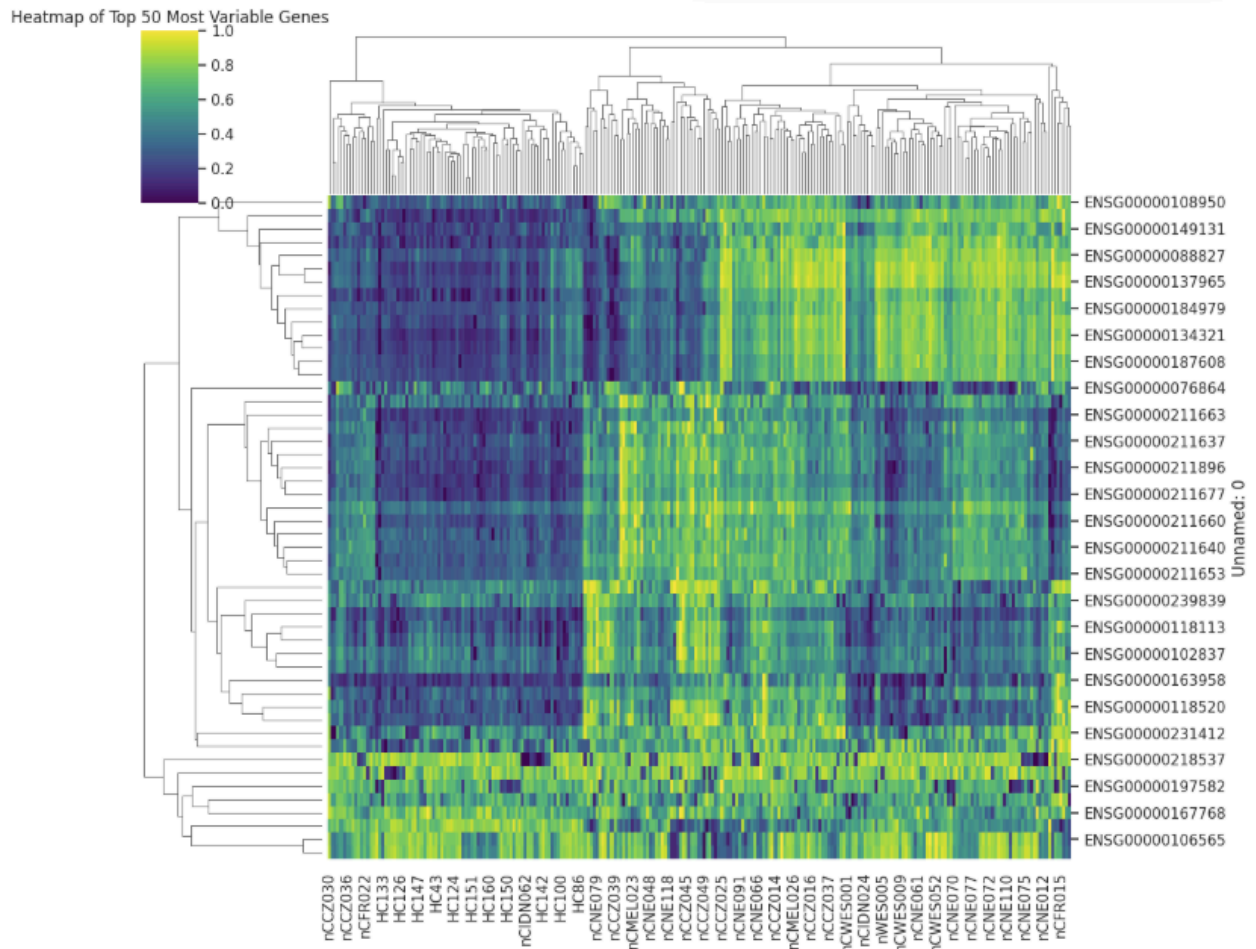 Heatmap of Top 50 Most Variable Genes
1.0
0.8
0.6
0.4
0.2
0.0
ENSG00000108950
ENSG00000149131
ENSG00000088827
ENSG00000137965
ENSG00000184979
ENSG00000134321
ENSG00000187608
ENSG00000076864
ENSG00000211663
ENSG00000211637
ENSG00000211896
ENSG00000211677
ENSG00000211660
ENSG00000211640
ENSG00000211653
ENSG00000239839
ENSG00000118113
ENSG00000102837
ENSG00000163958
ENSG00000118520
ENSG00000231412
ENSG00000218537
ENSG00000197582
ENSG00000167768
ENSG00000106565
Unnamed: 0
nCCZ030
nCCZ036
nCFR022
HC133
HC126
HC147
HC43
HC124
HC151
HC160
HC150
nCIDN062
HC142
HC100
HC86
nCNE079
nCCZ039
nCMEL023
nCNE048
nCNE118
nCCZ045
nCCZ049
nCCZ025
nCNE091
nCNE066
nCCZ014
nCMEL026
nCCZ016
nCCZ037
nCWES001
nCIDN024
nWES005
nCWES009
nCNE061
nCWES052
nCNE070
nCNE077
nCNE072
nCNE110
nCNE075
nCNE012
nCFR015